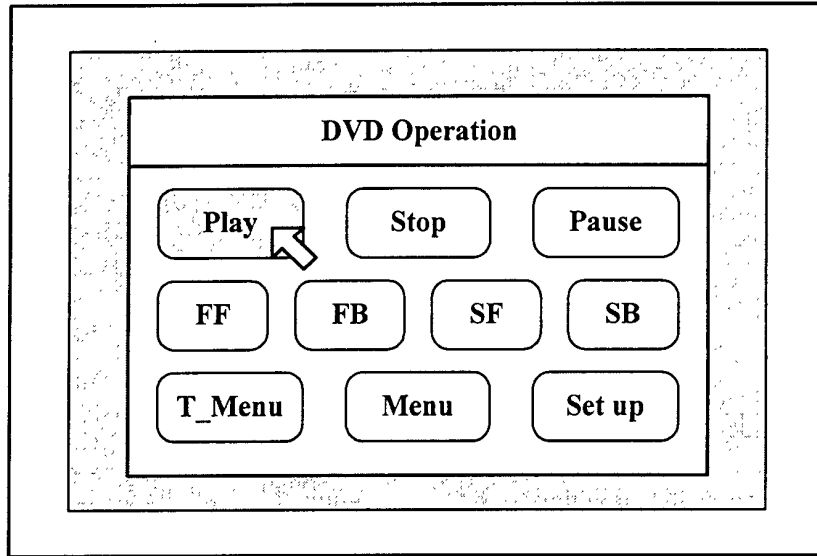 DVD Operation
Play Stop Pause
FF FB SF SB
T_Menu Menu Set up